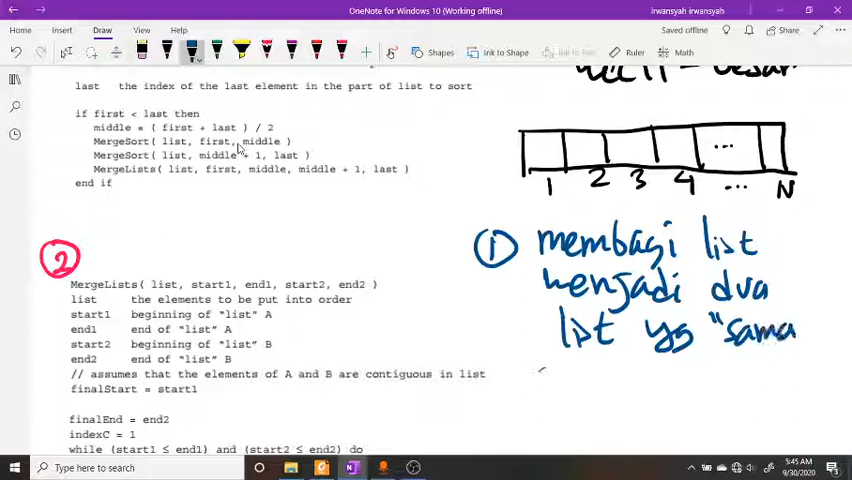 OneNote for Windows 10 (Working offline)
irwansyah irwansyah
File Home Insert Draw View Help
Saved offline
Shapes Ink to Shape Ink to Text Ruler Math
last the index of the last element in the part of list to sort
if first < last then
middle = ( first + last ) / 2
MergeSort( list, first, middle )
MergeSort( list, middle + 1, last )
MergeLists( list, first, middle, middle + 1, last )
end if
2
MergeLists( list, start1, end1, start2, end2 )
list the elements to be put into order
start1 beginning of "list" A
end1 end of "list" A
start2 beginning of "list" B
end2 end of "list" B
// assumes that the elements of A and B are contiguous in list
finalStart = start1
finalEnd = end2
indexC = 1
while (start1 ≤ end1) and (start2 ≤ end2) do
...
1 2 3 4 ... N
1 membagi list
menjadi dua
list yg "sama
Type here to search
5:45 AM
9/30/2020